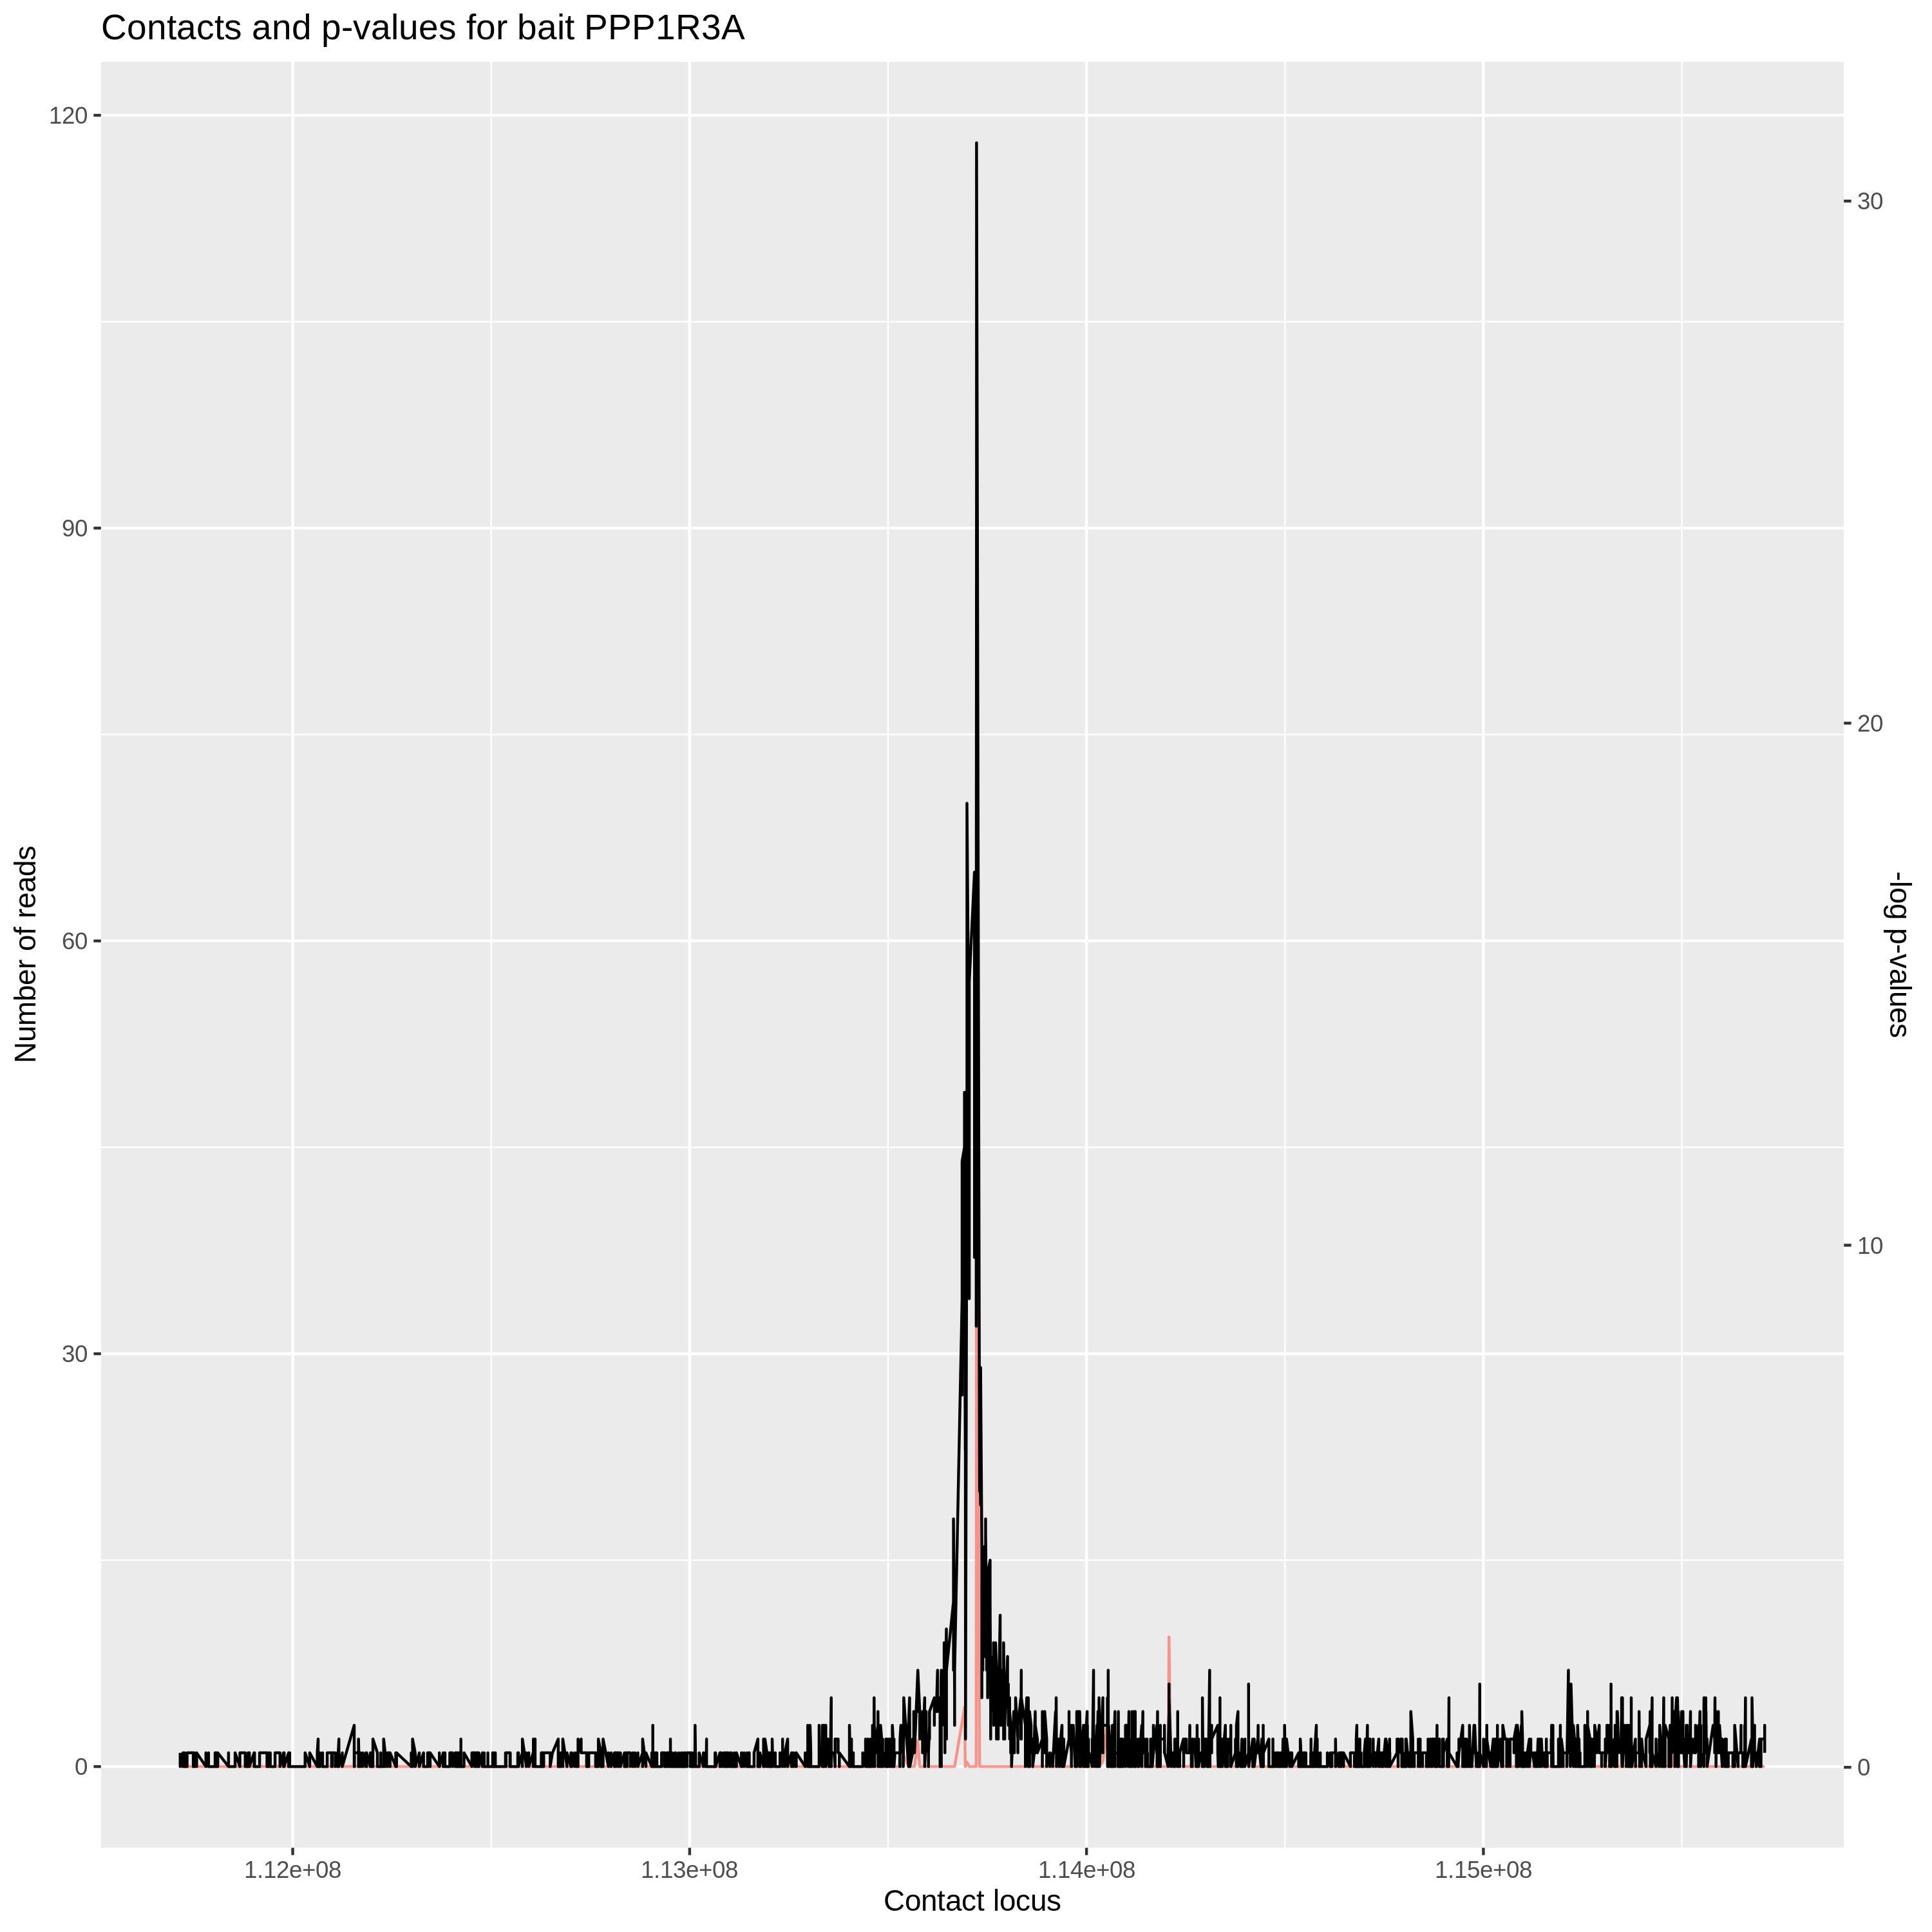 Contacts and p-values for bait PPP1R3A
120
90
60
30
0
30
20
10
0
Number of reads
-log p-values
1.12e+08
1.13e+08
1.14e+08
1.15e+08
Contact locus